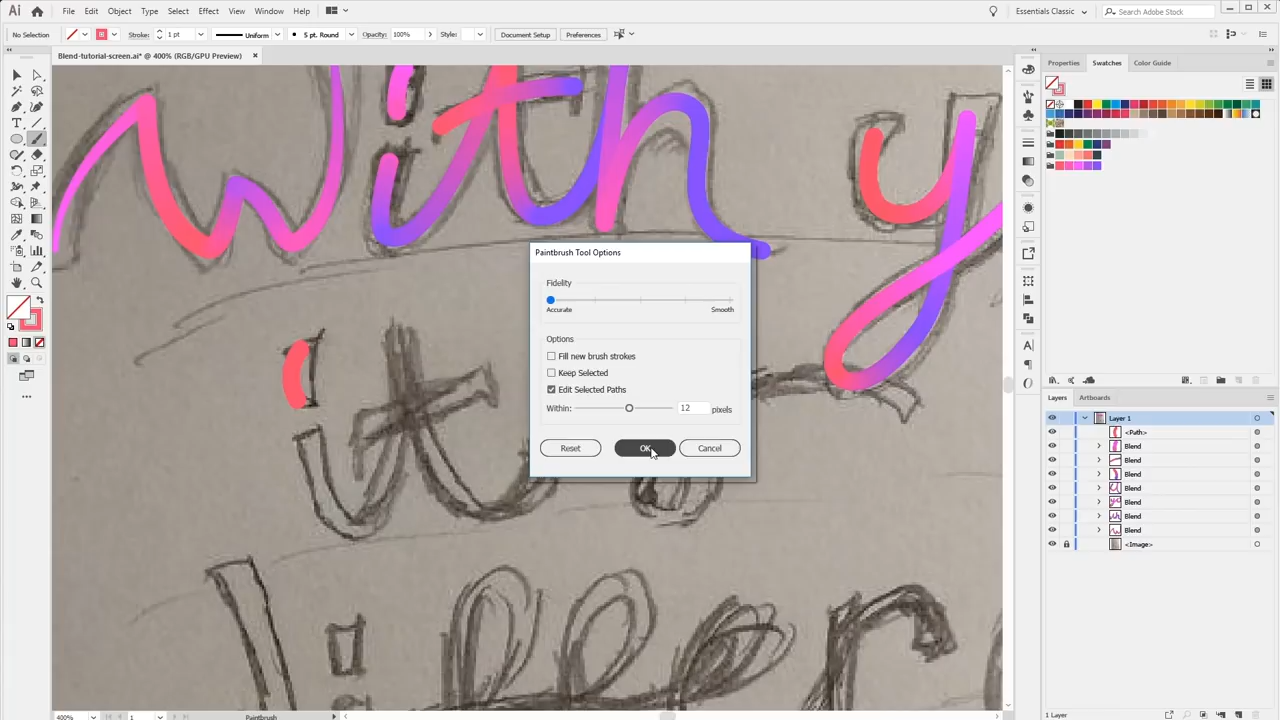 Ai File Edit Object Type Select Effect View Window Help Essentials Classic Search Adobe Stock
No Selection Stroke: 1 pt Uniform 5 pt. Round Opacity: 100% Style: Document Setup Preferences
Blend-tutorial-screen.ai* @ 400% (RGB/GPU Preview)
Properties Swatches Color Guide
with y
Paintbrush Tool Options
Fidelity
Accurate Smooth
Options
Fill new brush strokes
Keep Selected
Edit Selected Paths
Within: 12 pixels
Reset OK Cancel
it
Layers Artboards
Layer 1
<Path>
Blend
Blend
Blend
Blend
Blend
Blend
Blend
<Image>
400% 1 Paintbrush 1 Layer